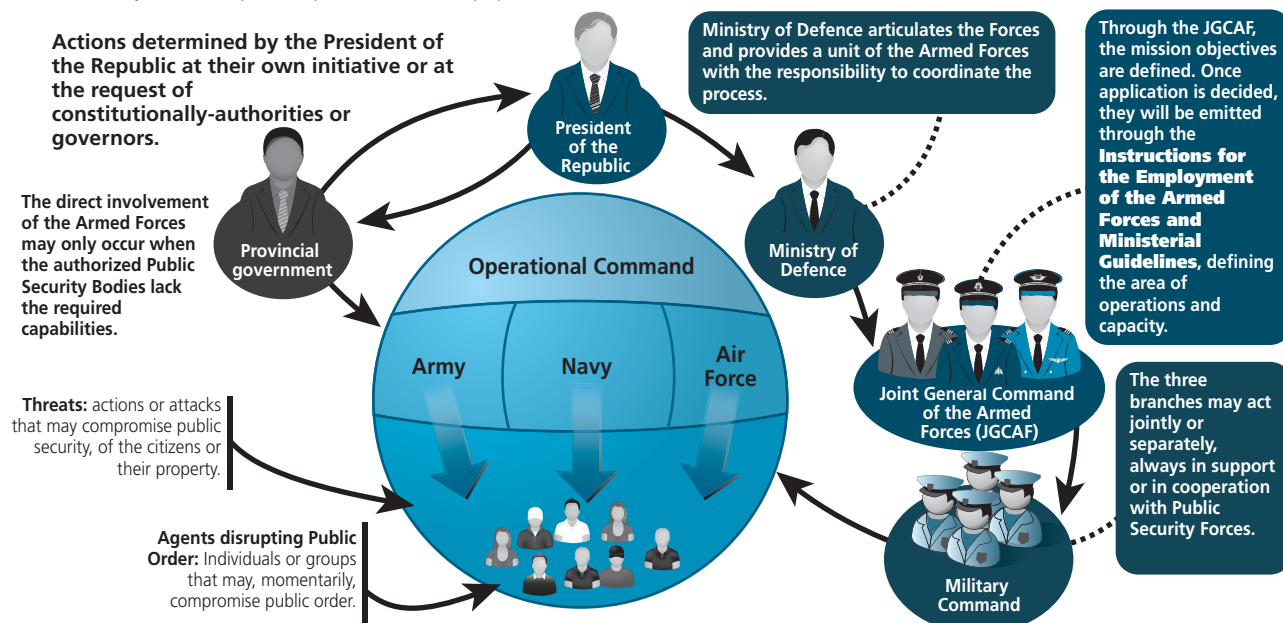 Actions determined by the President of
the Republic at their own initiative or at
the request of
constitutionally-authorities or
governors.
President
of the
Republic
Ministry of Defence articulates the Forces
and provides a unit of the Armed Forces
with the responsibility to coordinate the
process.
Through the JGCAF,
the mission objectives
are defined. Once
application is decided,
they will be emitted
through the
Instructions for
the Employment
of the Armed
Forces and
Ministerial
Guidelines, defining
the area of
operations and
capacity.
The direct involvement
of the Armed Forces
may only occur when
the authorized Public
Security Bodies lack
the required
capabilities.
Provincial
government
Ministry of
Defence
Operational Command
Army
Navy
Air
Force
Joint General Command
of the Armed
Forces (JGCAF)
The three
branches may act
jointly or
separately,
always in support
or in cooperation
with Public
Security Forces.
Threats: actions or attacks
that may compromise public
security, of the citizens or
their property.
Agents disrupting Public
Order: Individuals or groups
that may, momentarily,
compromise public order.
Military
Command